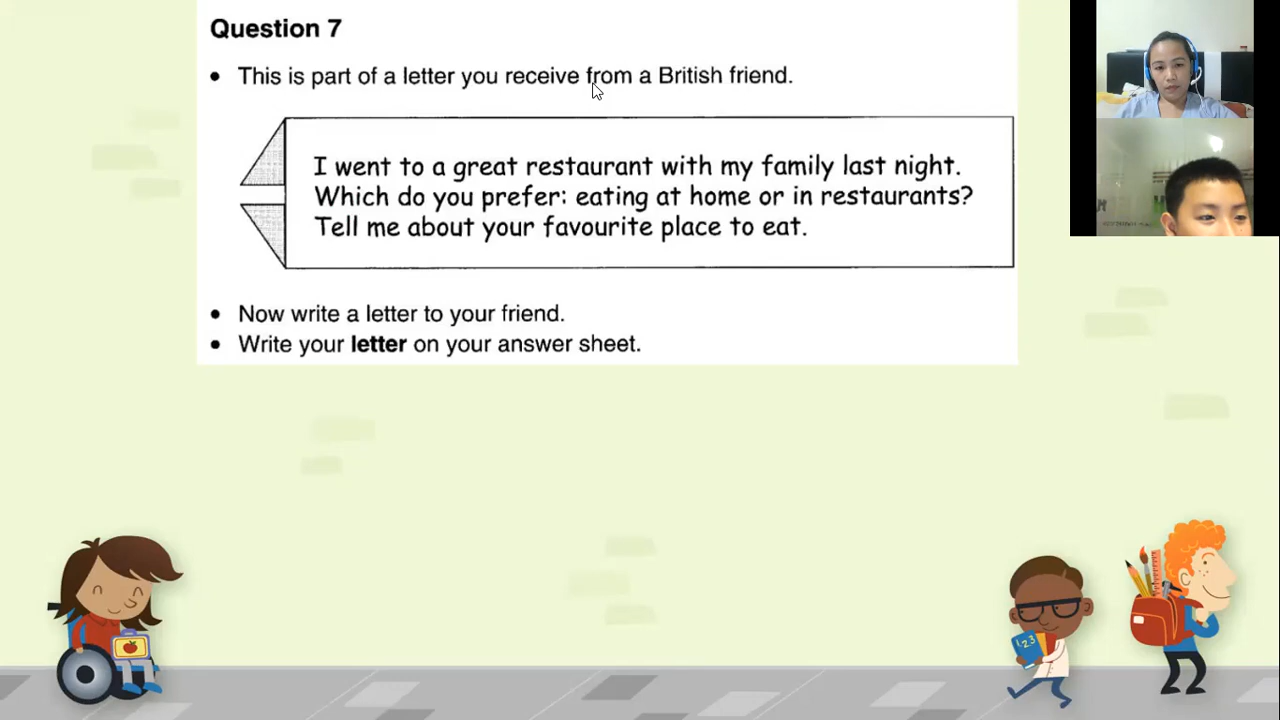 Question 7
• This is part of a letter you receive from a British friend.
I went to a great restaurant with my family last night.
Which do you prefer: eating at home or in restaurants?
Tell me about your favourite place to eat.
• Now write a letter to your friend.
• Write your letter on your answer sheet.
123